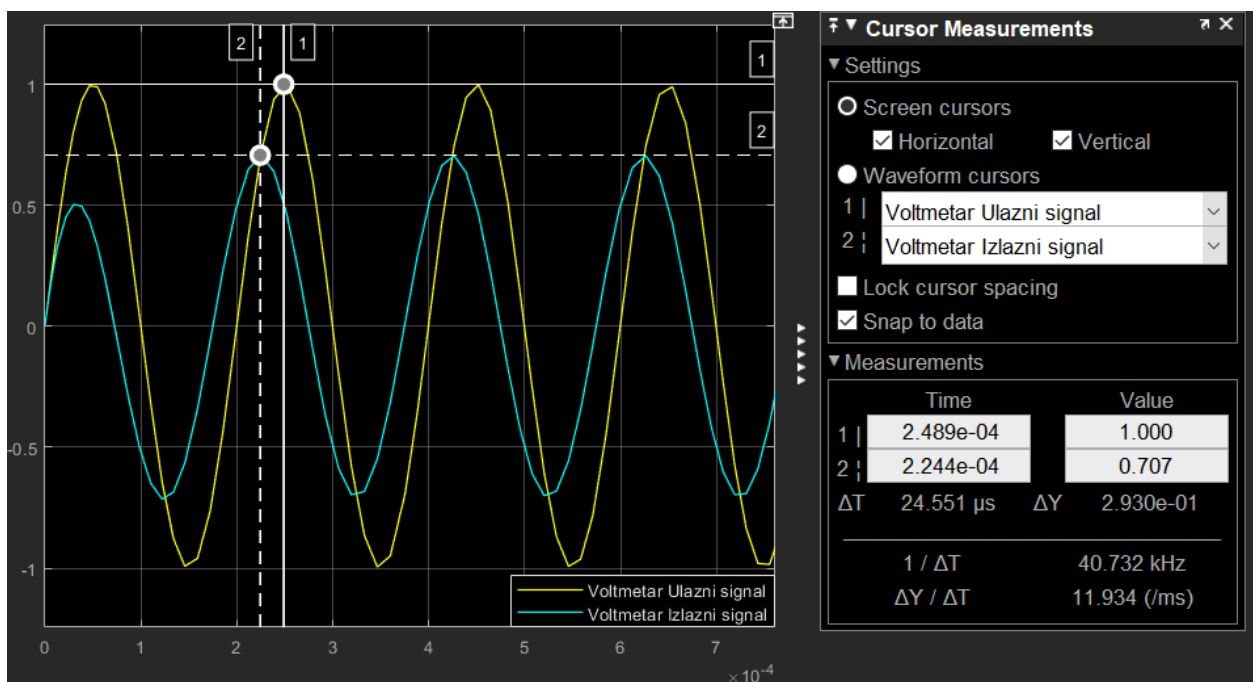 2
1
1
2
1
0.5
0
-0.5
-1
0
1
2
3
4
5
6
7
×10⁻⁴
Voltmetar Ulazni signal
Voltmetar Izlazni signal
Cursor Measurements
Settings
Screen cursors
Horizontal Vertical
Waveform cursors
1 | Voltmetar Ulazni signal
2 ¦ Voltmetar Izlazni signal
Lock cursor spacing
Snap to data
Measurements
Time Value
1 | 2.489e-04 1.000
2 ¦ 2.244e-04 0.707
ΔT 24.551 µs ΔY 2.930e-01
1 / ΔT 40.732 kHz
ΔY / ΔT 11.934 (/ms)